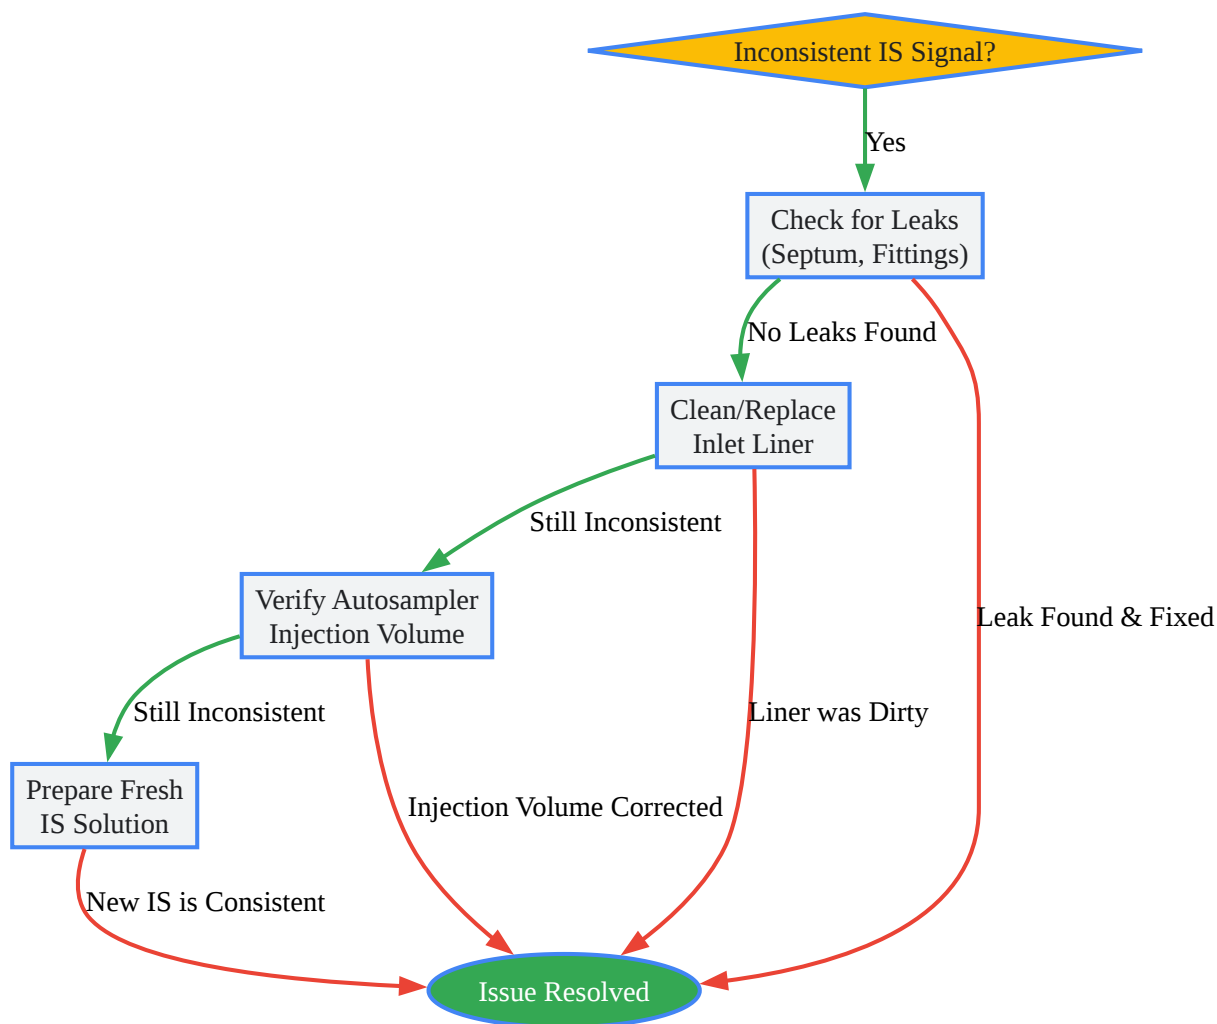 Inconsistent IS Signal?
Yes
Check for Leaks
(Septum, Fittings)
No Leaks Found
Clean/Replace
Inlet Liner
Still Inconsistent
Verify Autosampler
Injection Volume
Leak Found & Fixed
Still Inconsistent
Liner was Dirty
Prepare Fresh
IS Solution
Injection Volume Corrected
New IS is Consistent
Issue Resolved